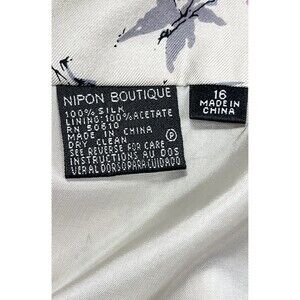 NIPON BOUTIQUE
100% SILK
LINING: 100% ACETATE
RN 50610
MADE IN CHINA
DRY CLEAN
P
SEE REVERSE FOR CARE
INSTRUCTIONS AU DOS
VER AL DORSO PARA CUIDADO
16
MADE IN
CHINA